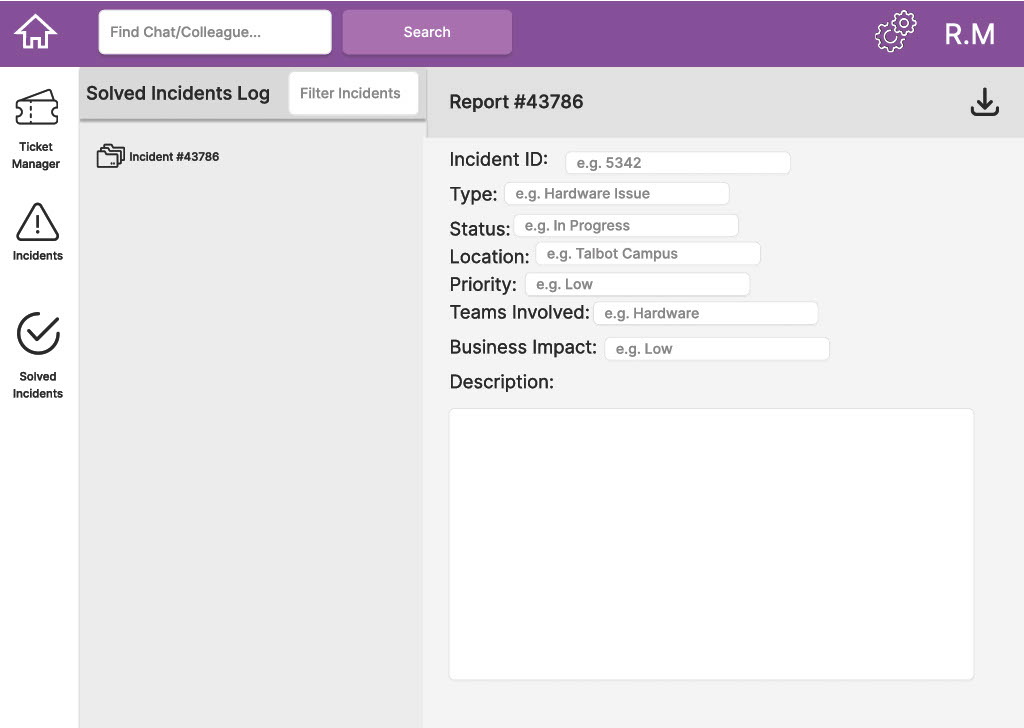 Find Chat/Colleague...
Search
R.M
Ticket
Manager
Incidents
Solved
Incidents
Solved Incidents Log
Filter Incidents
Incident #43786
Report #43786
Incident ID: e.g. 5342
Type: e.g. Hardware Issue
Status: e.g. In Progress
Location: e.g. Talbot Campus
Priority: e.g. Low
Teams Involved: e.g. Hardware
Business Impact: e.g. Low
Description: